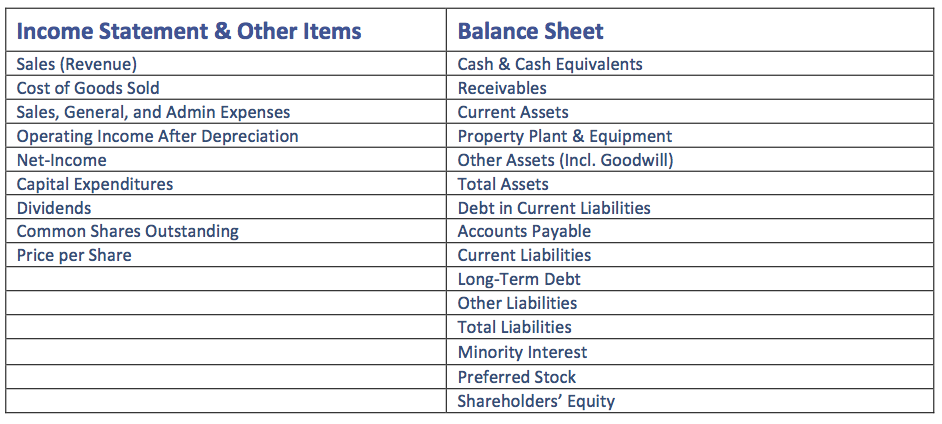 Income Statement & Other Items Balance Sheet
Sales (Revenue) Cash & Cash Equivalents
Cost of Goods Sold Receivables
Sales, General, and Admin Expenses Current Assets
Operating Income After Depreciation Property Plant & Equipment
Net-Income Other Assets (Incl. Goodwill)
Capital Expenditures Total Assets
Dividends Debt in Current Liabilities
Common Shares Outstanding Accounts Payable
Price per Share Current Liabilities
Long-Term Debt
Other Liabilities
Total Liabilities
Minority Interest
Preferred Stock
Shareholders’ Equity